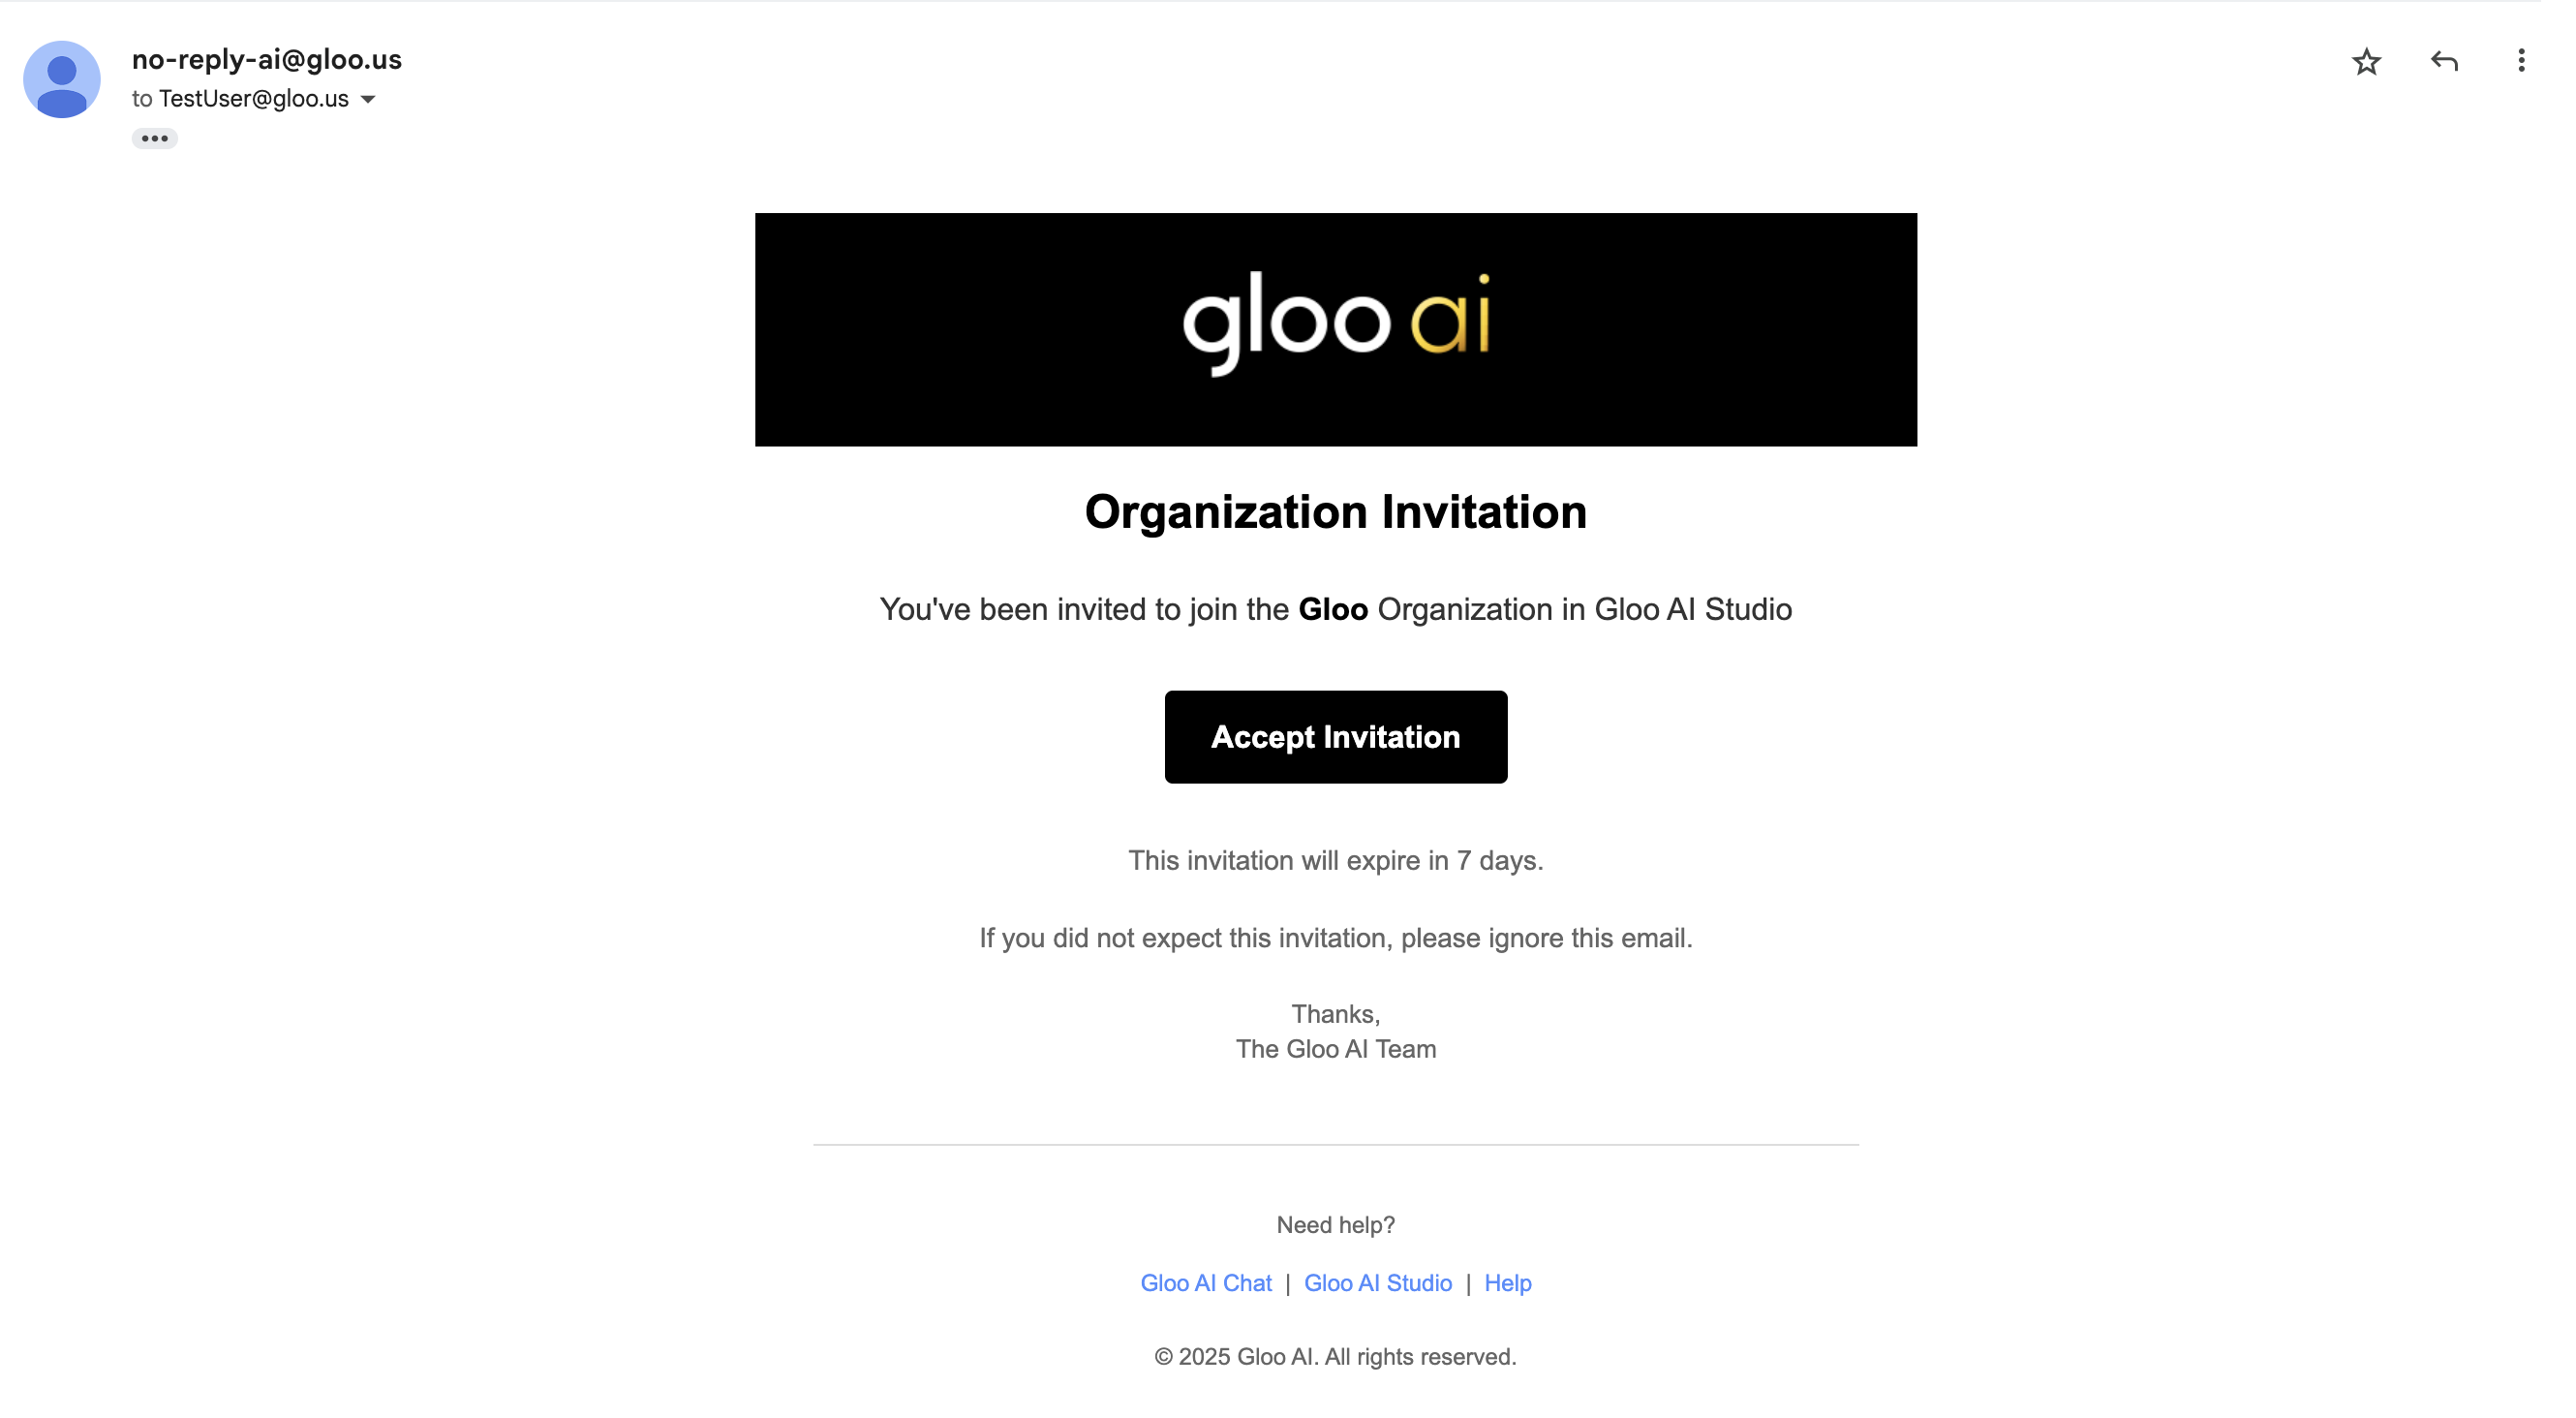 no-reply-ai@gloo.us
to TestUser@gloo.us
gloo ai
Organization Invitation
You've been invited to join the Gloo Organization in Gloo AI Studio
Accept Invitation
This invitation will expire in 7 days.
If you did not expect this invitation, please ignore this email.
Thanks,
The Gloo AI Team
Need help?
Gloo AI Chat | Gloo AI Studio | Help
© 2025 Gloo AI. All rights reserved.